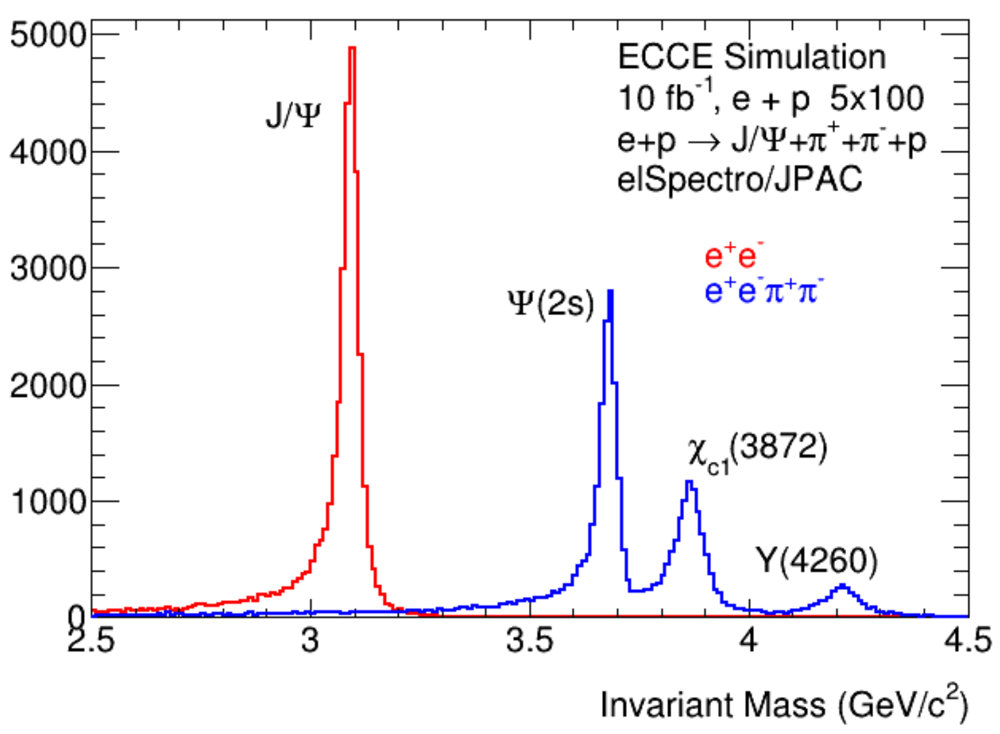 5000
4000
3000
2000
1000
0
2.5 3 3.5 4 4.5
ECCE Simulation
10 fb⁻¹, e + p 5x100
e+p → J/Ψ+π⁺+π⁻+p
elSpectro/JPAC
J/Ψ
e⁺e⁻
e⁺e⁻π⁺π⁻
Ψ(2s)
χ_c1(3872)
Y(4260)
Invariant Mass (GeV/c²)